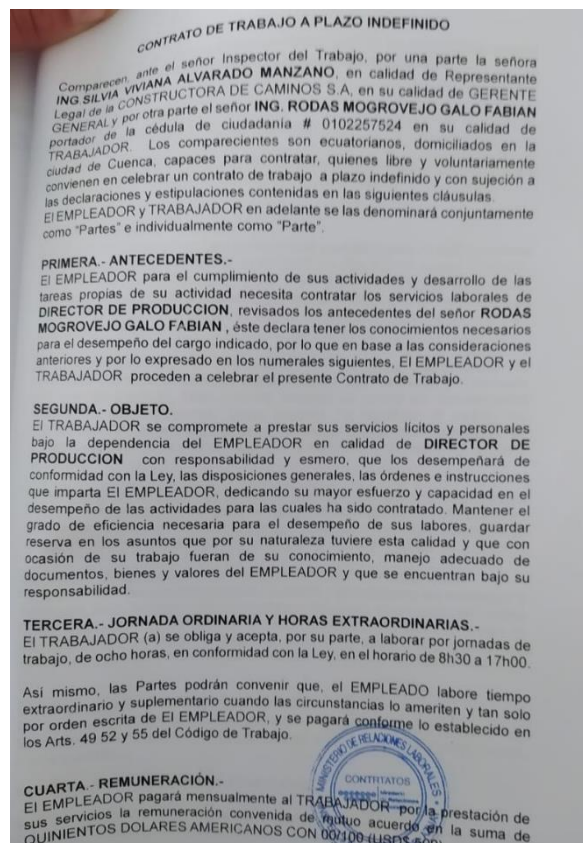 CONTRATO DE TRABAJO A PLAZO INDEFINIDO
Comparecen, ante el señor Inspector del Trabajo, por una parte la señora
ING.SILVIA VIVIANA ALVARADO MANZANO, en calidad de Representante
Legal de la CONSTRUCTORA DE CAMINOS S.A, en su calidad de GERENTE
GENERAL y por otra parte el señor ING. RODAS MOGROVEJO GALO FABIAN
portador de la cédula de ciudadanía # 0102257524 en su calidad de
TRABAJADOR. Los comparecientes son ecuatorianos, domiciliados en la
ciudad de Cuenca, capaces para contratar, quienes libre y voluntariamente
convienen en celebrar un contrato de trabajo a plazo indefinido y con sujeción a
las declaraciones y estipulaciones contenidas en las siguientes cláusulas.
El EMPLEADOR y TRABAJADOR en adelante se las denominará conjuntamente
como "Partes" e individualmente como "Parte".
PRIMERA.- ANTECEDENTES.-
El EMPLEADOR para el cumplimiento de sus actividades y desarrollo de las
tareas propias de su actividad necesita contratar los servicios laborales de
DIRECTOR DE PRODUCCION, revisados los antecedentes del señor RODAS
MOGROVEJO GALO FABIAN , éste declara tener los conocimientos necesarios
para el desempeño del cargo indicado, por lo que en base a las consideraciones
anteriores y por lo expresado en los numerales siguientes, El EMPLEADOR y el
TRABAJADOR proceden a celebrar el presente Contrato de Trabajo.
SEGUNDA.- OBJETO.
El TRABAJADOR se compromete a prestar sus servicios lícitos y personales
bajo la dependencia del EMPLEADOR en calidad de DIRECTOR DE
PRODUCCION con responsabilidad y esmero, que los desempeñará de
conformidad con la Ley, las disposiciones generales, las órdenes e instrucciones
que imparta El EMPLEADOR, dedicando su mayor esfuerzo y capacidad en el
desempeño de las actividades para las cuales ha sido contratado. Mantener el
grado de eficiencia necesaria para el desempeño de sus labores, guardar
reserva en los asuntos que por su naturaleza tuviere esta calidad y que con
ocasión de su trabajo fueran de su conocimiento, manejo adecuado de
documentos, bienes y valores del EMPLEADOR y que se encuentran bajo su
responsabilidad.
TERCERA.- JORNADA ORDINARIA Y HORAS EXTRAORDINARIAS.-
El TRABAJADOR (a) se obliga y acepta, por su parte, a laborar por jornadas de
trabajo, de ocho horas, en conformidad con la Ley, en el horario de 8h30 a 17h00.
Así mismo, las Partes podrán convenir que, el EMPLEADO labore tiempo
extraordinario y suplementario cuando las circunstancias lo ameriten y tan solo
por orden escrita de El EMPLEADOR, y se pagará conforme lo establecido en
los Arts. 49 52 y 55 del Código de Trabajo.
MINISTERIO DE RELACIONES LABORALES
CONTRATOS
CUARTA.- REMUNERACIÓN.-
El EMPLEADOR pagará mensualmente al TRABAJADOR por la prestación de
sus servicios la remuneración convenida de mutuo acuerdo en la suma de
QUINIENTOS DOLARES AMERICANOS CON 00/100 (USD$